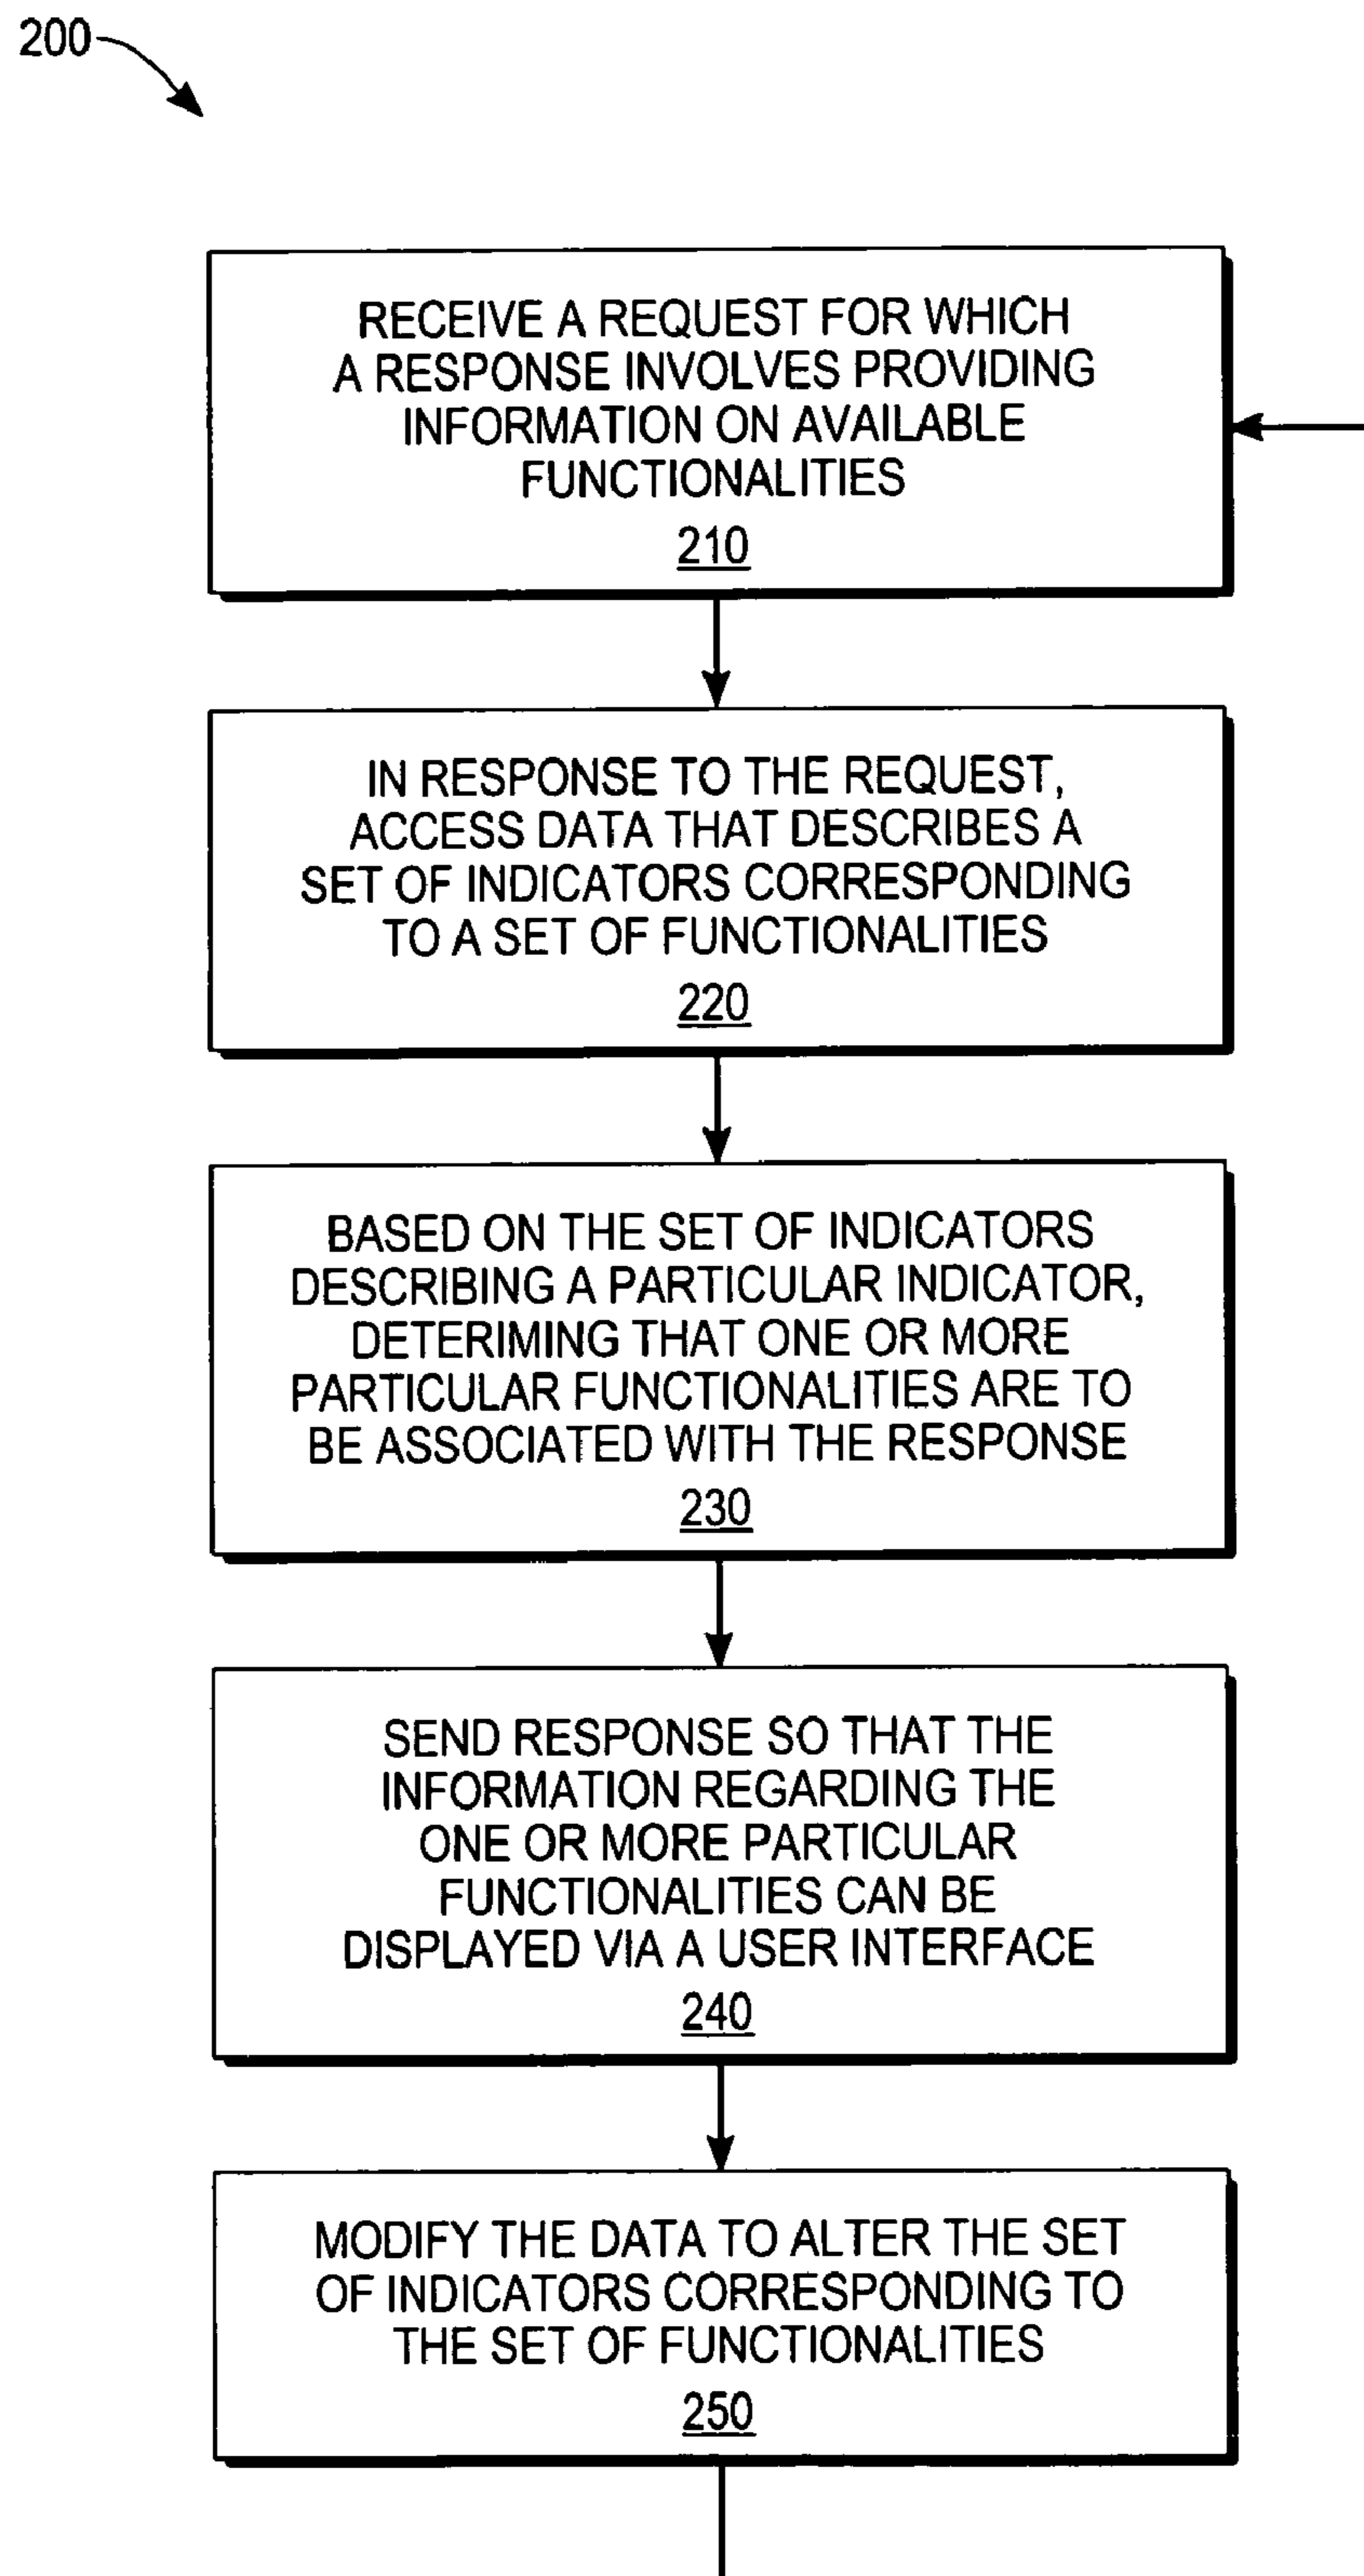 200
RECEIVE A REQUEST FOR WHICH
A RESPONSE INVOLVES PROVIDING
INFORMATION ON AVAILABLE
FUNCTIONALITIES
210
IN RESPONSE TO THE REQUEST,
ACCESS DATA THAT DESCRIBES A
SET OF INDICATORS CORRESPONDING
TO A SET OF FUNCTIONALITIES
220
BASED ON THE SET OF INDICATORS
DESCRIBING A PARTICULAR INDICATOR,
DETERIMING THAT ONE OR MORE
PARTICULAR FUNCTIONALITIES ARE TO
BE ASSOCIATED WITH THE RESPONSE
230
SEND RESPONSE SO THAT THE
INFORMATION REGARDING THE
ONE OR MORE PARTICULAR
FUNCTIONALITIES CAN BE
DISPLAYED VIA A USER INTERFACE
240
MODIFY THE DATA TO ALTER THE SET
OF INDICATORS CORRESPONDING TO
THE SET OF FUNCTIONALITIES
250